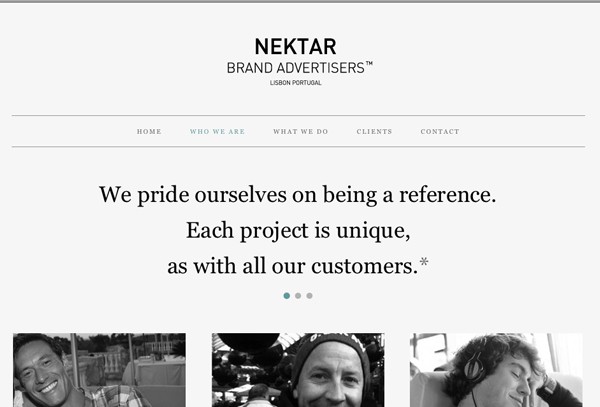 NEKTAR
BRAND ADVERTISERS™
LISBON PORTUGAL
HOME WHO WE ARE WHAT WE DO CLIENTS CONTACT
We pride ourselves on being a reference.
Each project is unique,
as with all our customers.*